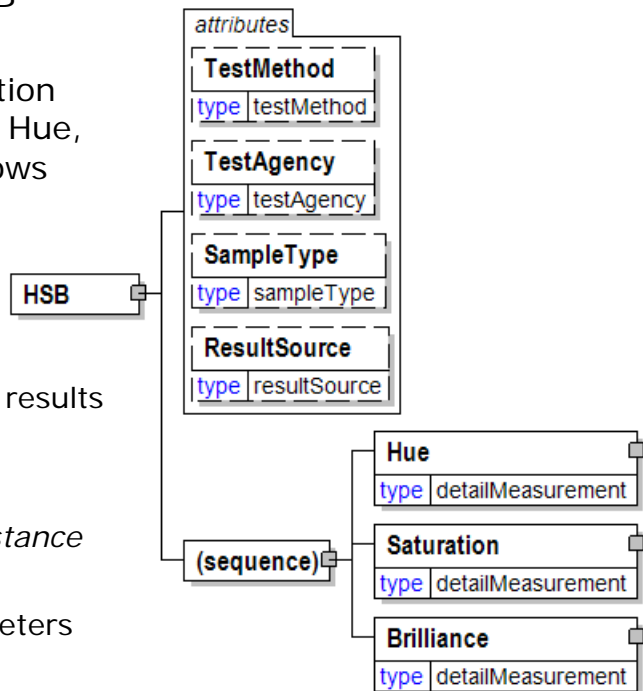 tion
Hue,
ows
results
stance
eters
attributes
TestMethod
type testMethod
TestAgency
type testAgency
SampleType
type sampleType
ResultSource
type resultSource
HSB
(sequence)
Hue
type detailMeasurement
Saturation
type detailMeasurement
Brilliance
type detailMeasurement